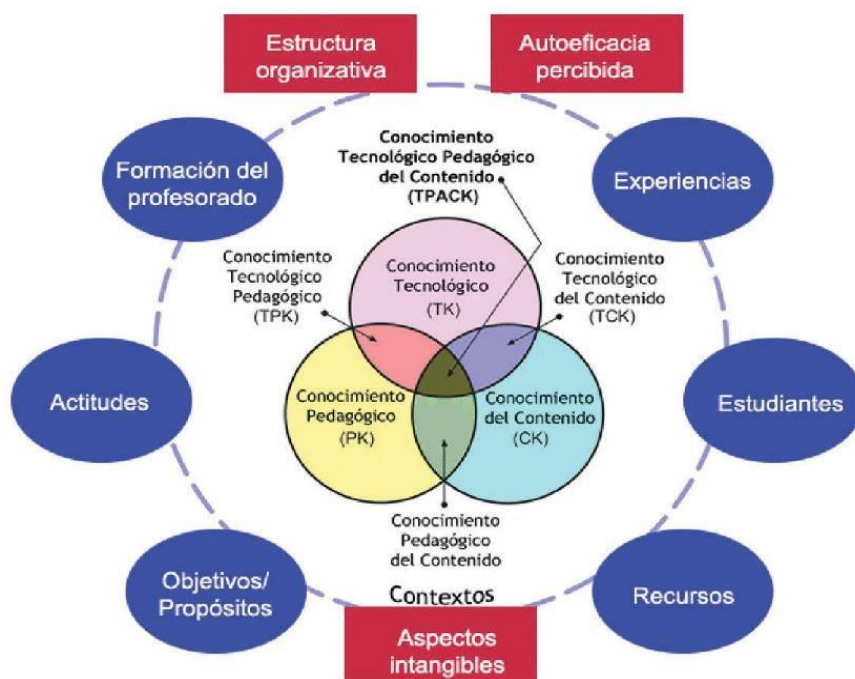 Estructura
organizativa
Autoeficacia
percibida
Formación del
profesorado
Conocimiento
Tecnológico Pedagógico
del Contenido
(TPACK)
Experiencias
Conocimiento
Tecnológico
Pedagógico
(TPK)
Conocimiento
Tecnológico
(TK)
Conocimiento
Tecnológico
del Contenido
(TCK)
Actitudes
Conocimiento
Pedagógico
(PK)
Conocimiento
del Contenido
(CK)
Estudiantes
Conocimiento
Pedagógico
del Contenido
Objetivos/
Propósitos
Contextos
Recursos
Aspectos
intangibles